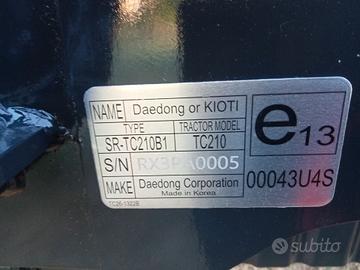 NAME Daedong or KIOTI
TYPE TRACTOR MODEL
SR-TC210B1 TC210
e13
S/N RX3PA0005
MAKE Daedong Corporation 00043U4S
Made in Korea
TC26-1322B
subito